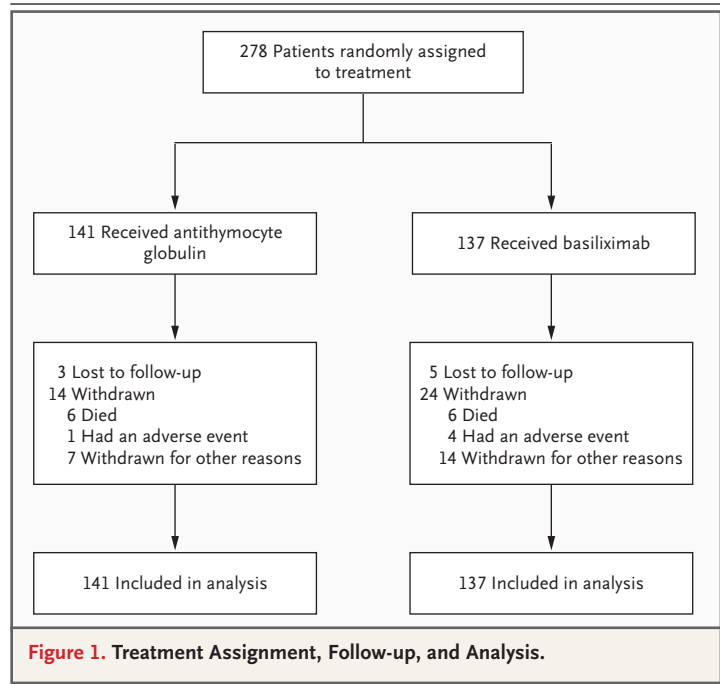 278 Patients randomly assigned
to treatment
141 Received antithymocyte
globulin
137 Received basiliximab
3 Lost to follow-up
14 Withdrawn
6 Died
1 Had an adverse event
7 Withdrawn for other reasons
5 Lost to follow-up
24 Withdrawn
6 Died
4 Had an adverse event
14 Withdrawn for other reasons
141 Included in analysis
137 Included in analysis
Figure 1. Treatment Assignment, Follow-up, and Analysis.